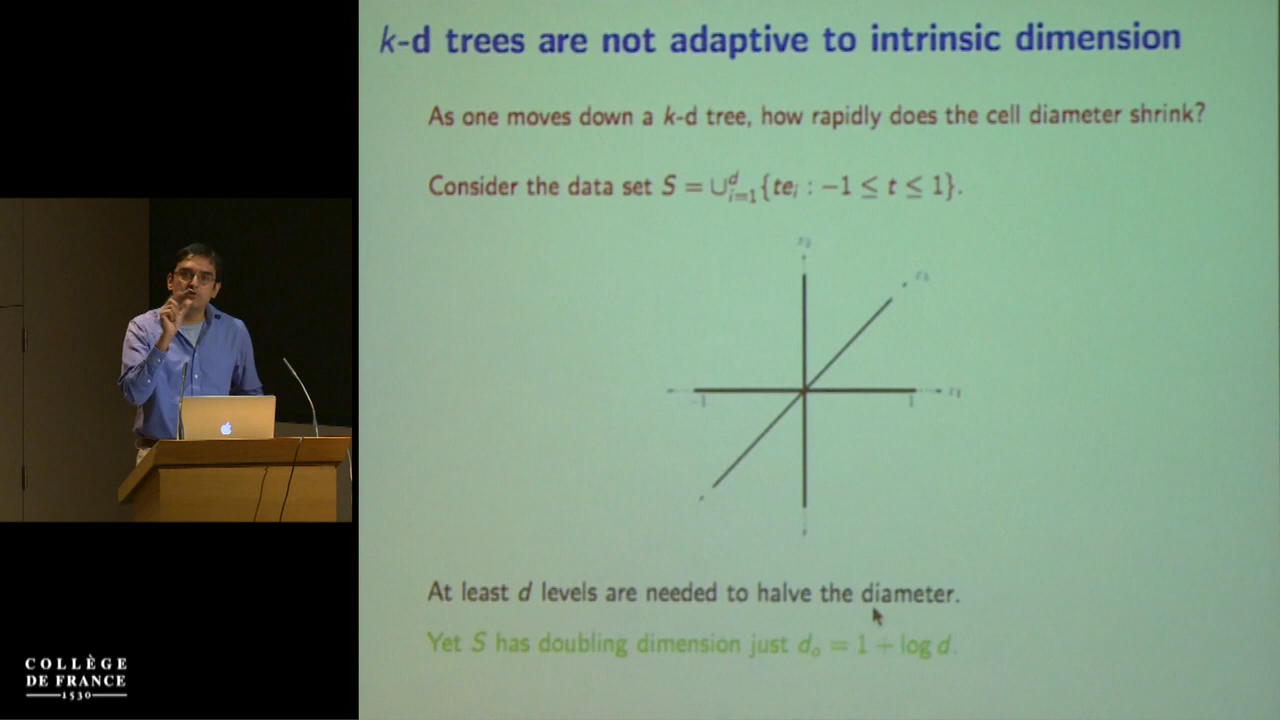 k-d trees are not adaptive to intrinsic dimension
As one moves down a k-d tree, how rapidly does the cell diameter shrink?
Consider the data set S = ∪ᵈᵢ₌₁{teᵢ : −1 ≤ t ≤ 1}.
-1
1
At least d levels are needed to halve the diameter.
Yet S has doubling dimension just dₒ = 1 + log d.
COLLÈGE
DE FRANCE
1530